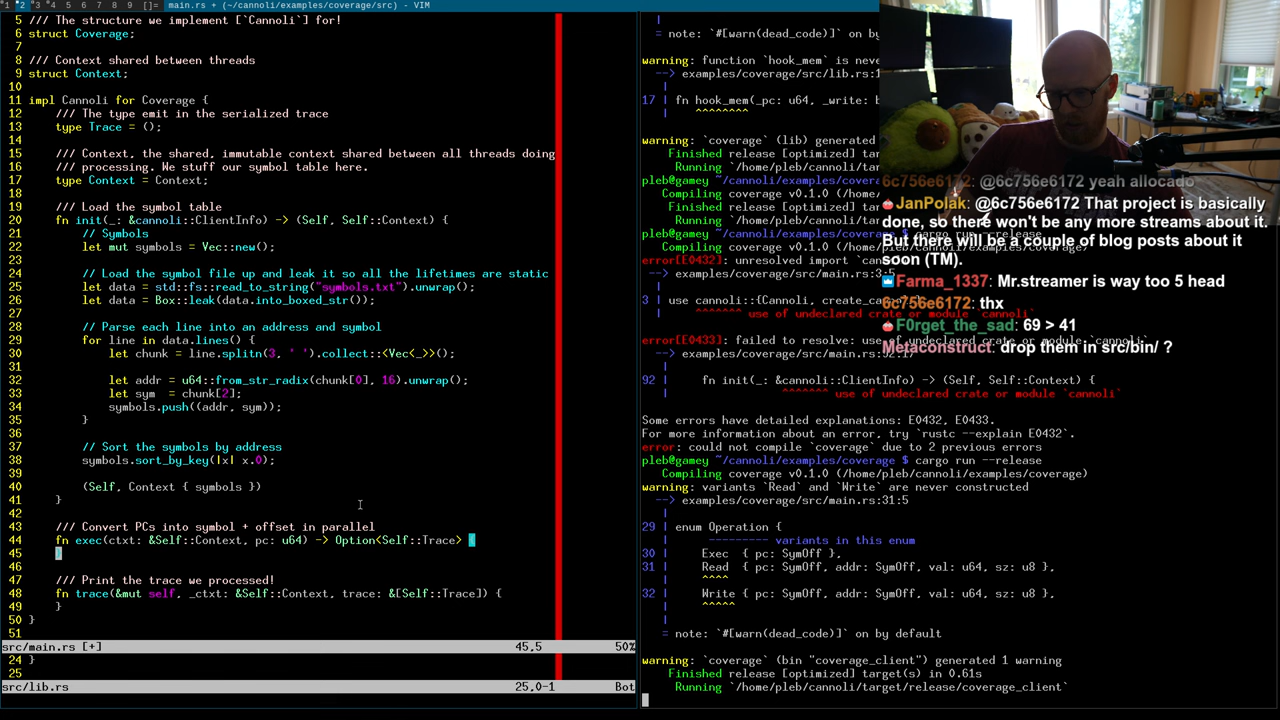 1 2 3 4 5 6 7 8 9 []= main.rs + (~/cannoli/examples/coverage/src) - VIM
5 /// The structure we implement [`Cannoli`] for!
6 struct Coverage;
7
8 /// Context shared between threads
9 struct Context;
10
11 impl Cannoli for Coverage {
12     /// The type emit in the serialized trace
13     type Trace = ();
14
15     /// Context, the shared, immutable context shared between all threads doing
16     /// processing. We stuff our symbol table here.
17     type Context = Context;
18
19     /// Load the symbol table
20     fn init(_: &cannoli::ClientInfo) -> (Self, Self::Context) {
21         // Symbols
22         let mut symbols = Vec::new();
23
24         // Load the symbol file up and leak it so all the lifetimes are static
25         let data = std::fs::read_to_string("symbols.txt").unwrap();
26         let data = Box::leak(data.into_boxed_str());
27
28         // Parse each line into an address and symbol
29         for line in data.lines() {
30             let chunk = line.splitn(3, ' ').collect::<Vec<_>>();
31
32             let addr = u64::from_str_radix(chunk[0], 16).unwrap();
33             let sym  = chunk[2];
34             symbols.push((addr, sym));
35         }
36
37         // Sort the symbols by address
38         symbols.sort_by_key(|x| x.0);
39
40         (Self, Context { symbols })
41     }
42
43     /// Convert PCs into symbol + offset in parallel
44     fn exec(ctxt: &Self::Context, pc: u64) -> Option<Self::Trace> {
45     }
46
47     /// Print the trace we processed!
48     fn trace(&mut self, _ctxt: &Self::Context, trace: &[Self::Trace]) {
49     }
50 }
51
src/main.rs [+] 45,5 50%
24 }
25
src/lib.rs 25,0-1 Bot
|
= note: `#[warn(dead_code)]` on by
warning: function `hook_mem` is neve
--> examples/coverage/src/lib.rs:1
|
17 | fn hook_mem(_pc: u64, _write: b
|    ^^^^^^^^
warning: `coverage` (lib) generated
Finished release [optimized] tar
Running `/home/pleb/cannoli/targ
pleb@gamey ~/cannoli/examples/covera
Compiling coverage v0.1.0 (/home/
Finished release [optimized] tar
Running `/home/pleb/cannoli/targ
pleb@gamey ~/cannoli/examples/coverage $ cargo run --release
Compiling coverage v0.1.0 (/home/pleb/cannoli/examples/coverage)
error[E0432]: unresolved import `can
--> examples/coverage/src/main.rs:3:5
|
3 | use cannoli::{Cannoli, create_can
|     ^^^^^^^ use of undeclared crate or module `cannoli`
error[E0433]: failed to resolve: use of undeclared crate or module `cannoli`
--> examples/coverage/src/main.rs:92:17
|
92 |     fn init(_: &cannoli::ClientInfo) -> (Self, Self::Context) {
|                 ^^^^^^^ use of undeclared crate or module `cannoli`
Some errors have detailed explanations: E0432, E0433.
For more information about an error, try `rustc --explain E0432`.
error: could not compile `coverage` due to 2 previous errors
pleb@gamey ~/cannoli/examples/coverage $ cargo run --release
Compiling coverage v0.1.0 (/home/pleb/cannoli/examples/coverage)
warning: variants `Read` and `Write` are never constructed
--> examples/coverage/src/main.rs:31:5
|
29 | enum Operation {
|      --------- variants in this enum
30 |     Exec  { pc: SymOff },
31 |     Read  { pc: SymOff, addr: SymOff, val: u64, sz: u8 },
|     ^^^^
32 |     Write { pc: SymOff, addr: SymOff, val: u64, sz: u8 },
|     ^^^^^
|
= note: `#[warn(dead_code)]` on by default
warning: `coverage` (bin "coverage_client") generated 1 warning
Finished release [optimized] target(s) in 0.61s
Running `/home/pleb/cannoli/target/release/coverage_client`
6c756e6172: @6c756e6172 yeah allocado
JanPolak: @6c756e6172 That project is basically
done, so there won't be any more streams about it.
But there will be a couple of blog posts about it
soon (TM).
Farma_1337: Mr.streamer is way too 5 head
6c756e6172: thx
F0rget_the_sad: 69 > 41
Metaconstruct: drop them in src/bin/ ?